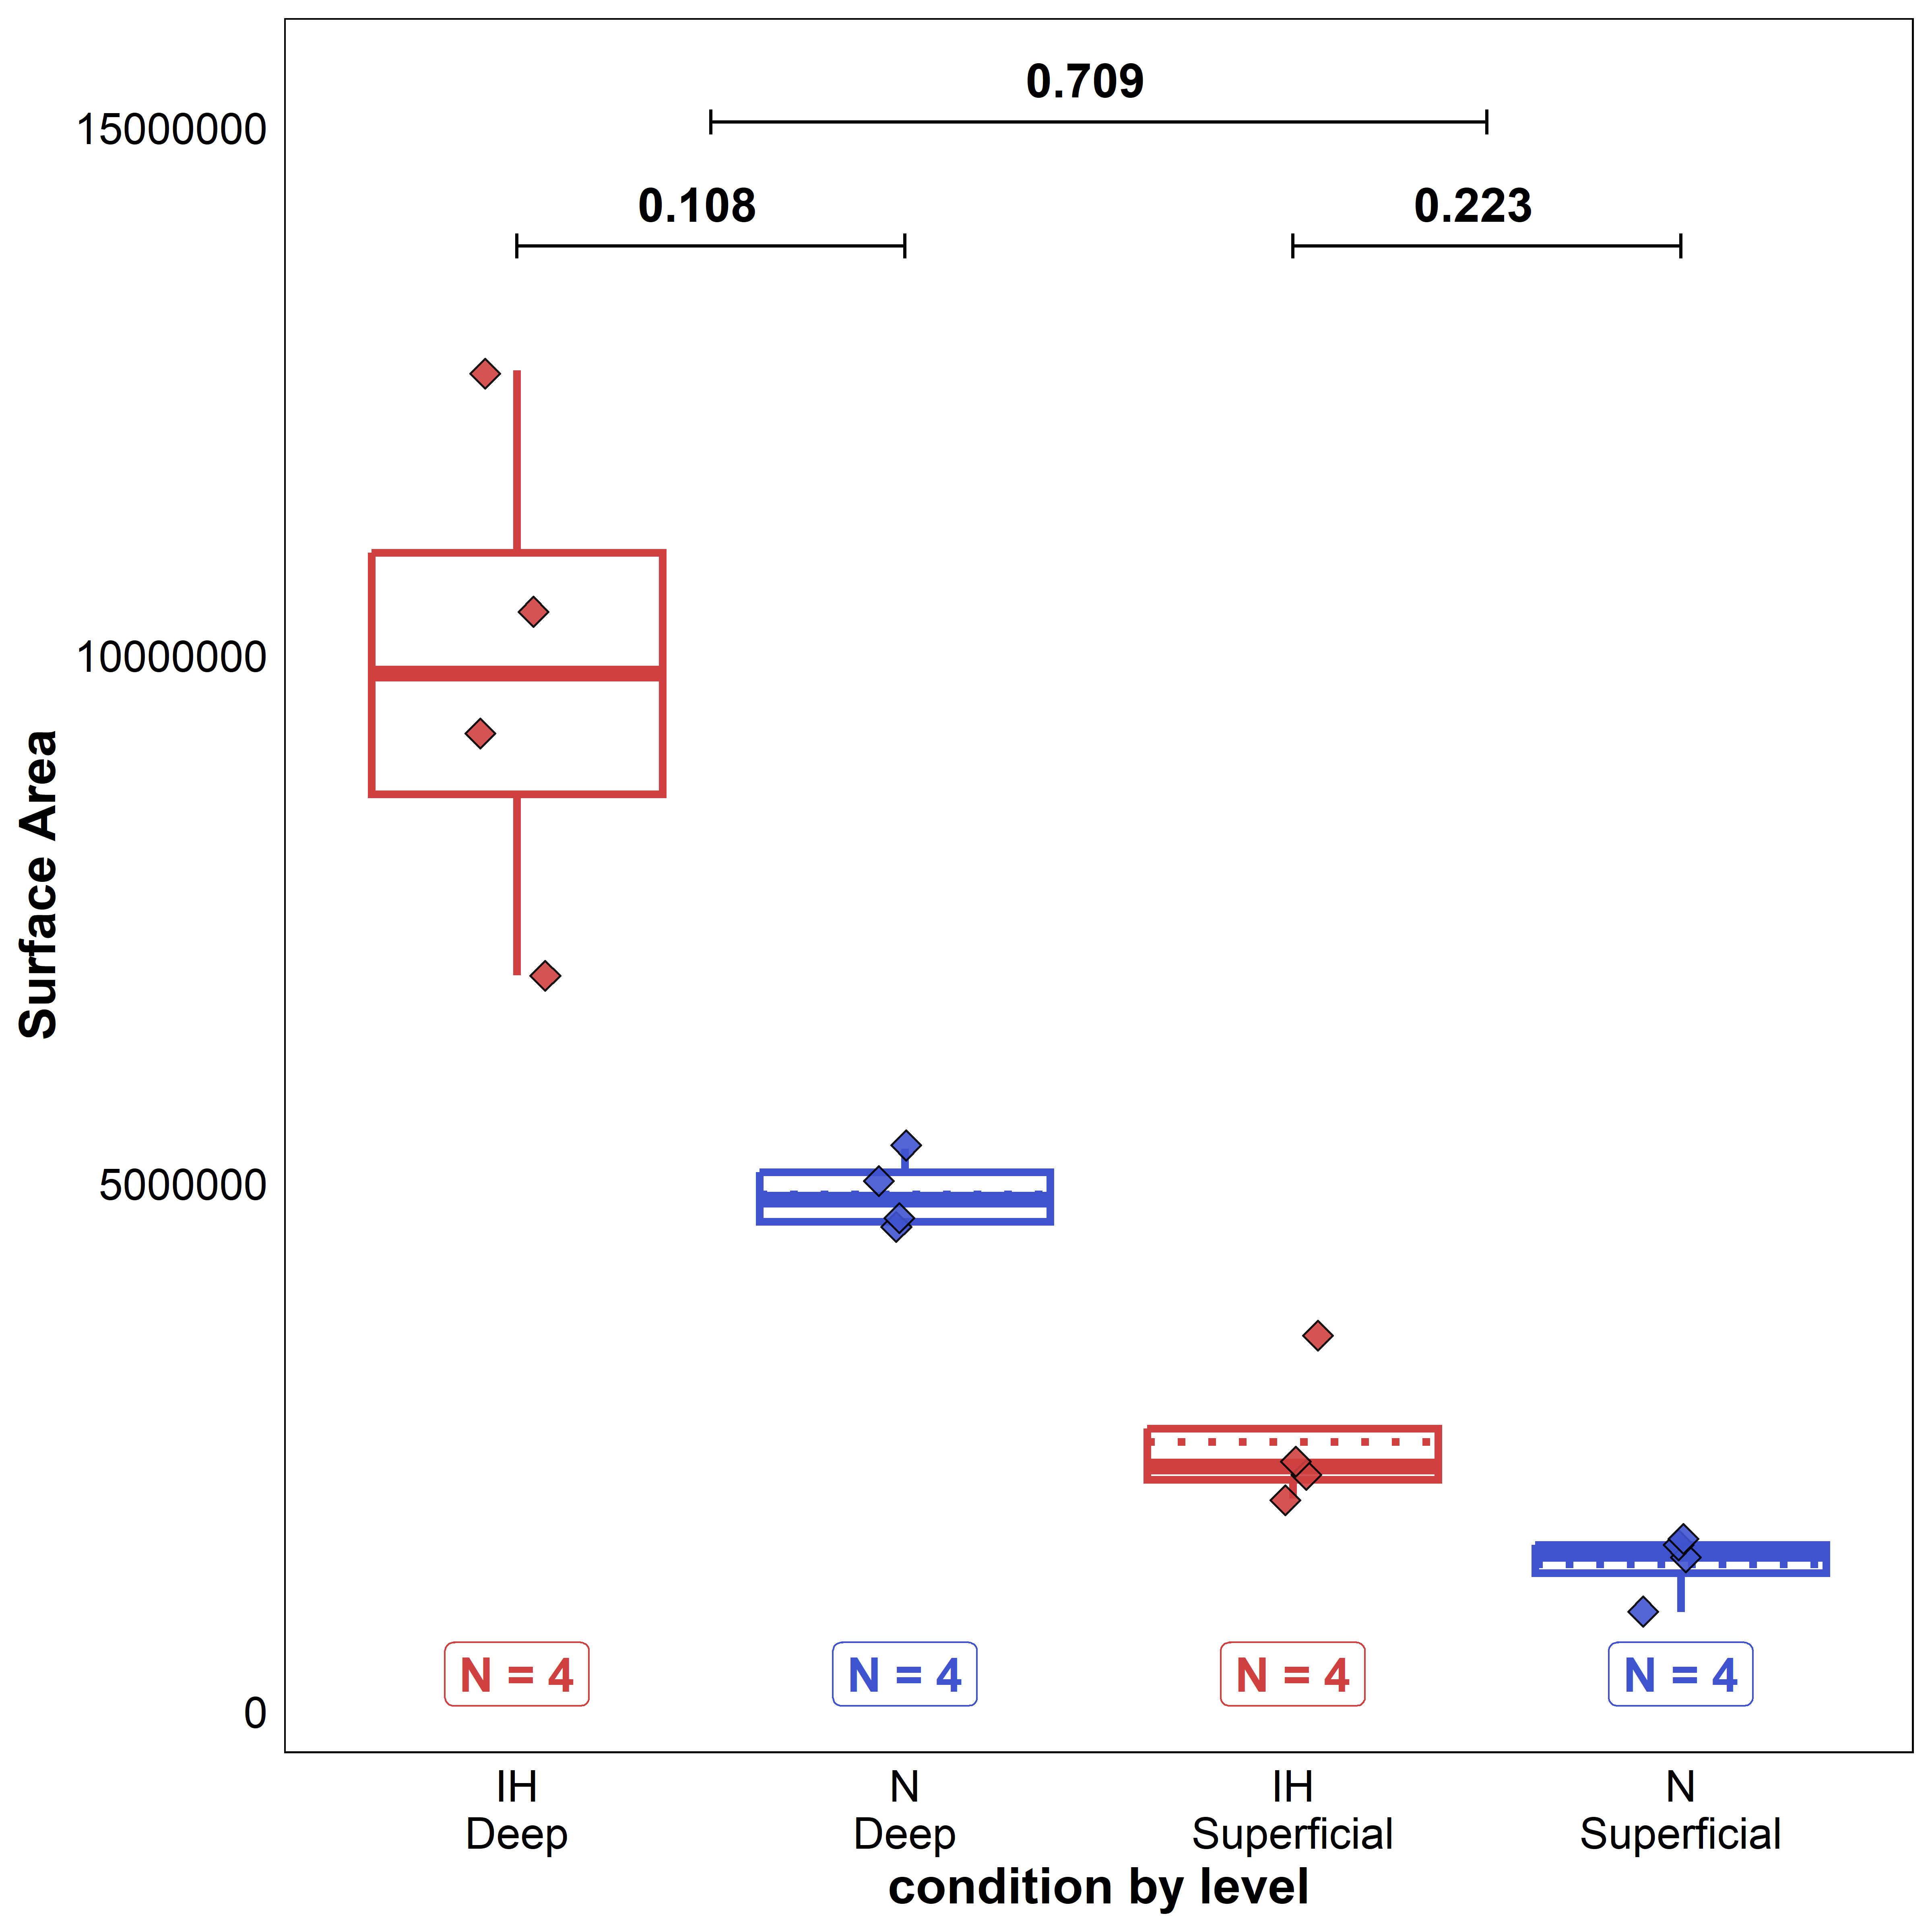 0.709
15000000
0.108
0.223
10000000
Surface Area
5000000
N = 4
N = 4
N = 4
N = 4
0
IH
Deep
N
Deep
IH
Superficial
N
Superficial
condition by level